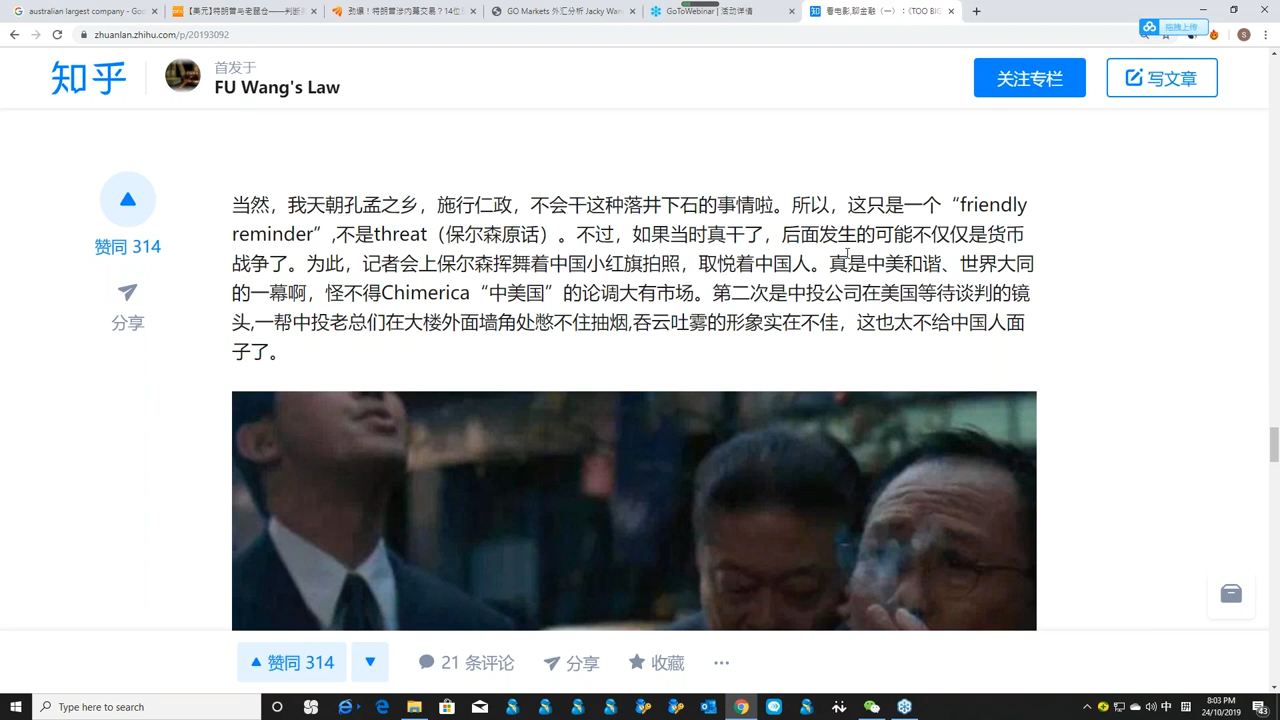 australian largest company - Goo
【美元】特朗普与老昆仑——判断美
劲爆！特朗普涉内幕交易？14位
GO Markets 外汇分析 Jacky Wan
GoToWebinar | 活动详情
看电影,聊金融（一）：《TOO BIG
zhuanlan.zhihu.com/p/20193092
拖拽上传
S
知乎
首发于
FU Wang's Law
关注专栏
写文章
赞同 314
分享
当然，我天朝孔孟之乡，施行仁政，不会干这种落井下石的事情啦。所以，这只是一个“friendly
reminder”,不是threat（保尔森原话）。不过，如果当时真干了，后面发生的可能不仅仅是货币
战争了。为此，记者会上保尔森挥舞着中国小红旗拍照，取悦着中国人。真是中美和谐、世界大同
的一幕啊，怪不得Chimerica“中美国”的论调大有市场。第二次是中投公司在美国等待谈判的镜
头,一帮中投老总们在大楼外面墙角处憋不住抽烟,吞云吐雾的形象实在不佳，这也太不给中国人面
子了。
赞同 314
21 条评论
分享
收藏
Type here to search
中
8:03 PM
24/10/2019
43